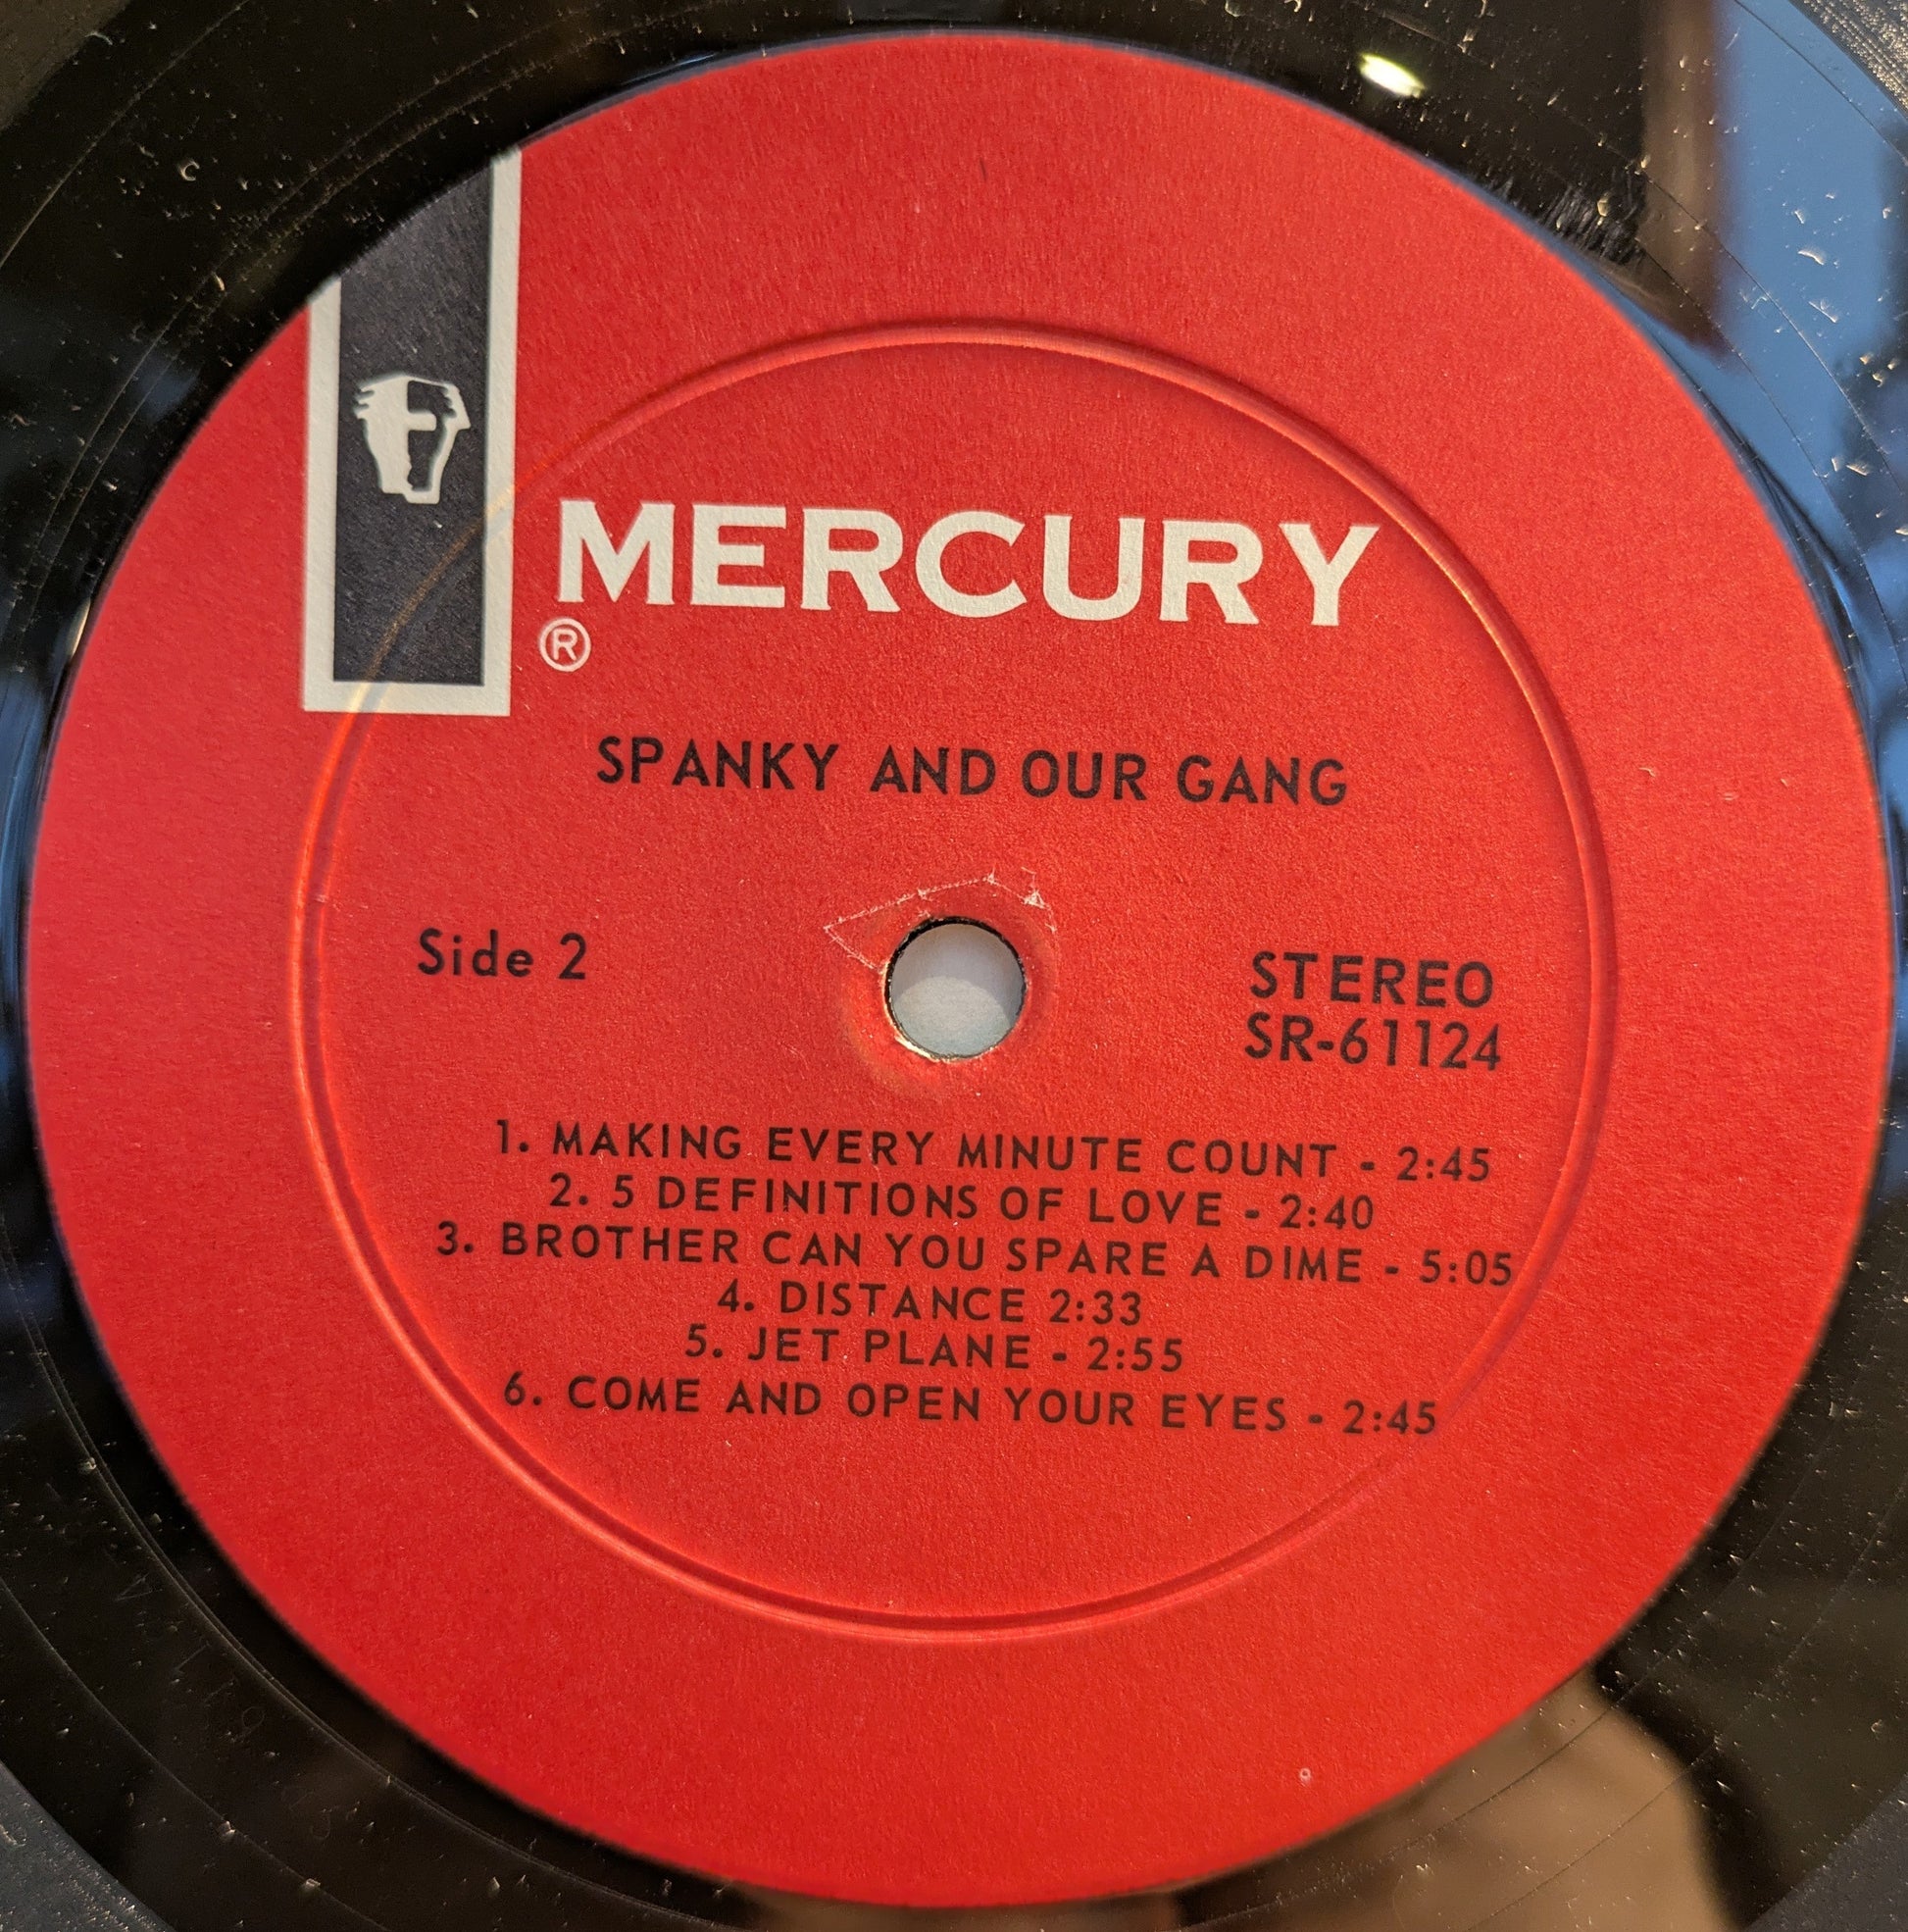 MERCURY
®
SPANKY AND OUR GANG
Side 2
STEREO
SR-61124
1. MAKING EVERY MINUTE COUNT - 2:45
2. 5 DEFINITIONS OF LOVE - 2:40
3. BROTHER CAN YOU SPARE A DIME - 5:05
4. DISTANCE 2:33
5. JET PLANE - 2:55
6. COME AND OPEN YOUR EYES - 2:45